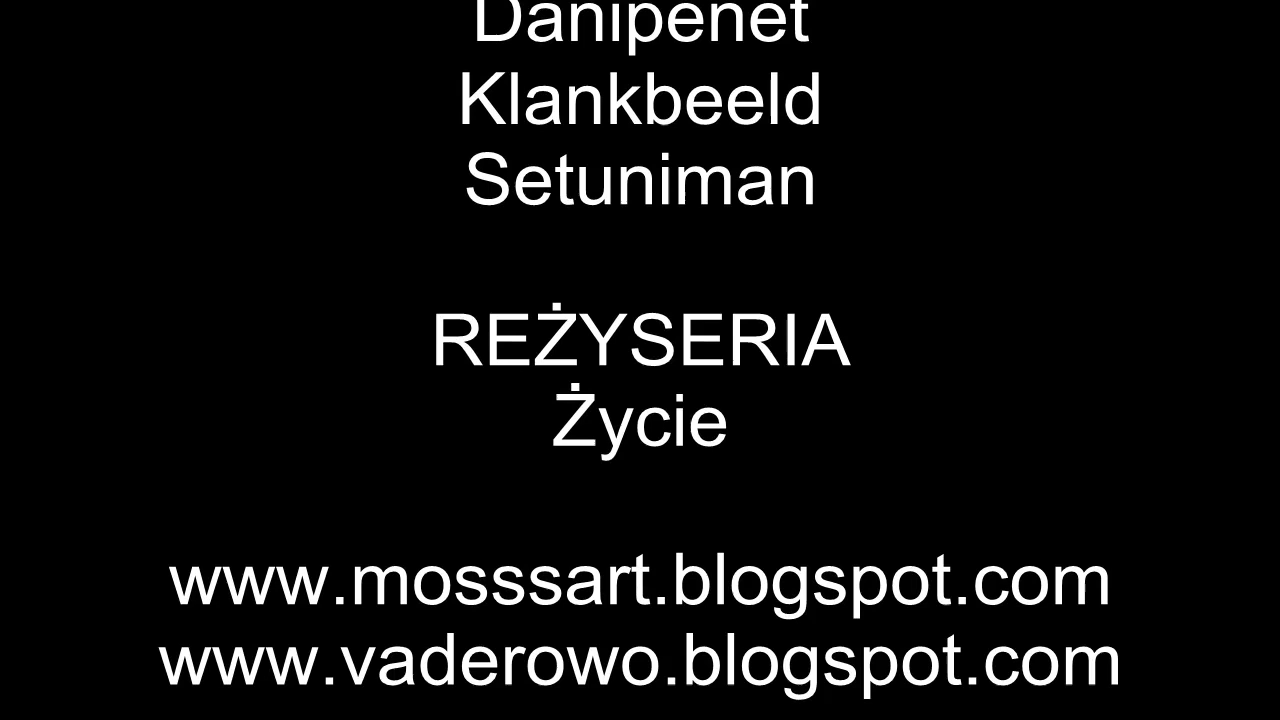 Danipenet
Klankbeeld
Setuniman
REŻYSERIA
Życie
www.mosssart.blogspot.com
www.vaderowo.blogspot.com